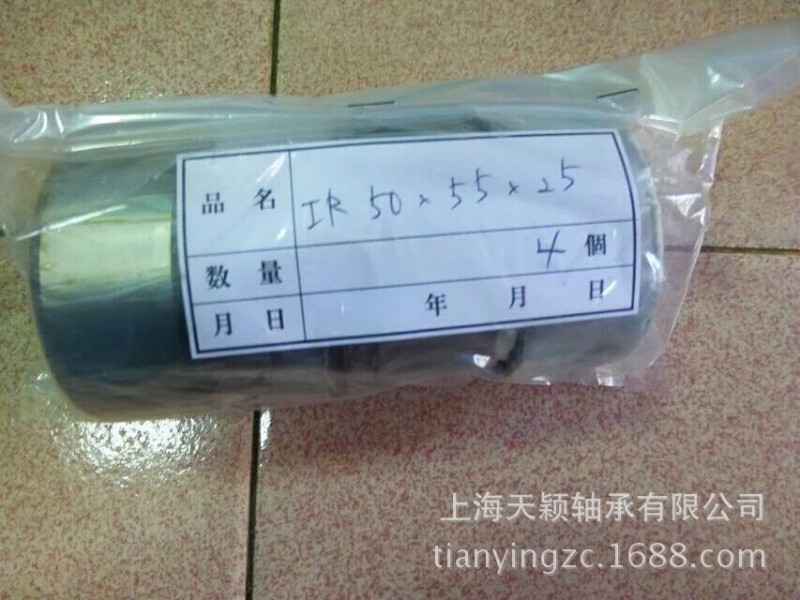 品名 IR 50×55×25
数量 4個
月日 年 月 日
上海天颖轴承有限公司
tianyingzc.1688.com